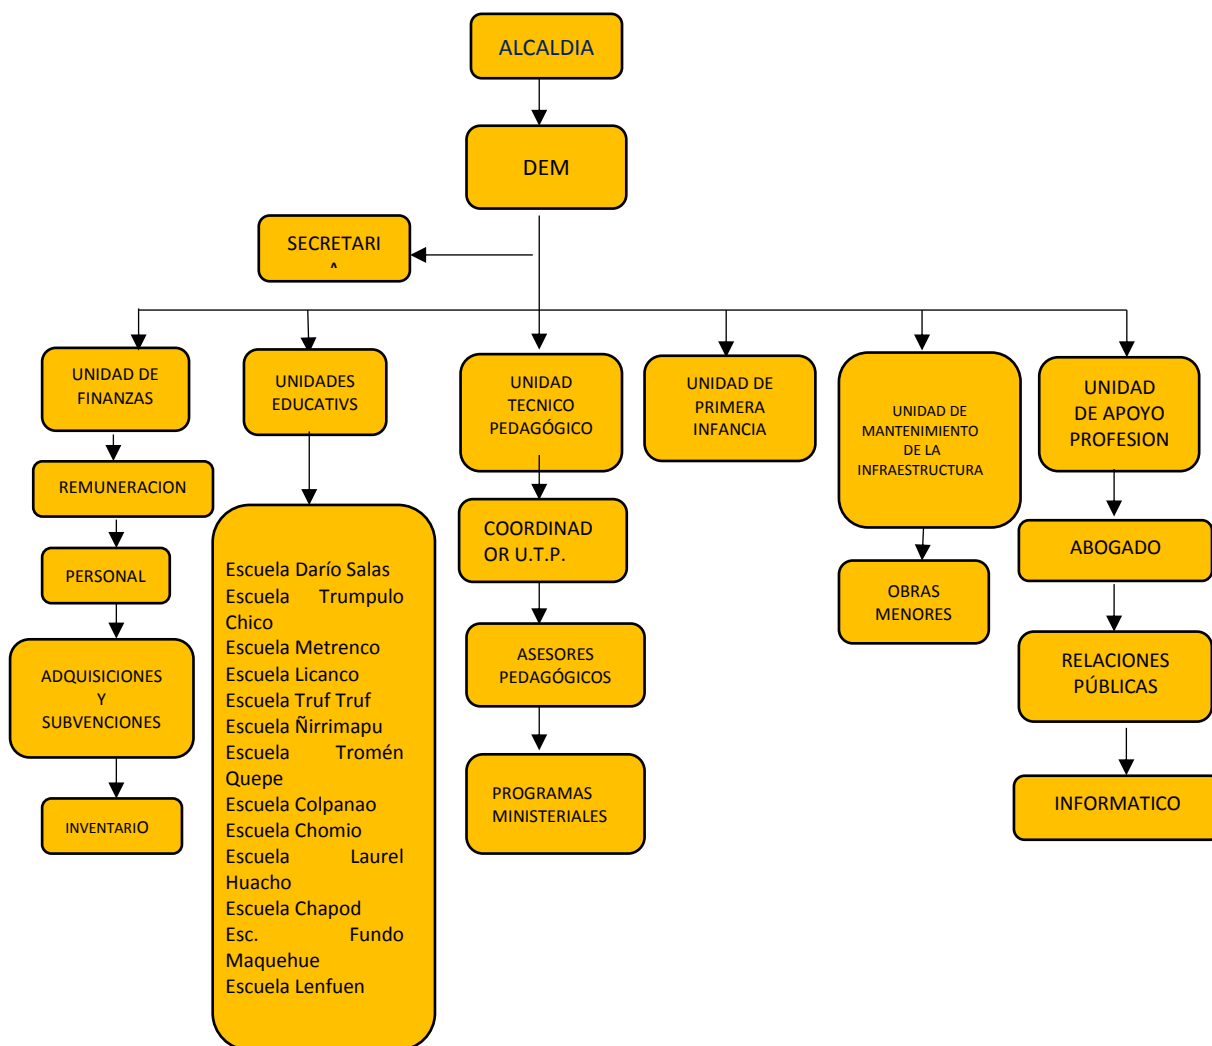 ALCALDIA
DEM
SECRETARI
UNIDAD DE
FINANZAS
REMUNERACION
PERSONAL
ADQUISICIONES
Y
SUBVENCIONES
INVENTARIO
UNIDADES
EDUCATIVS
Escuela Darío Salas
Escuela Trumpulo
Chico
Escuela Metrenco
Escuela Licanco
Escuela Truf Truf
Escuela Ñirrimapu
Escuela Tromén
Quepe
Escuela Colpanao
Escuela Chomio
Escuela Laurel
Huacho
Escuela Chapod
Esc. Fundo
Maquehue
Escuela Lenfuen
UNIDAD
TECNICO
PEDAGÓGICO
COORDINAD
OR U.T.P.
ASESORES
PEDAGÓGICOS
PROGRAMAS
MINISTERIALES
UNIDAD DE
PRIMERA
INFANCIA
UNIDAD DE
MANTENIMIENTO
DE LA
INFRAESTRUCTURA
OBRAS
MENORES
UNIDAD
DE APOYO
PROFESION
ABOGADO
RELACIONES
PÚBLICAS
INFORMATICO